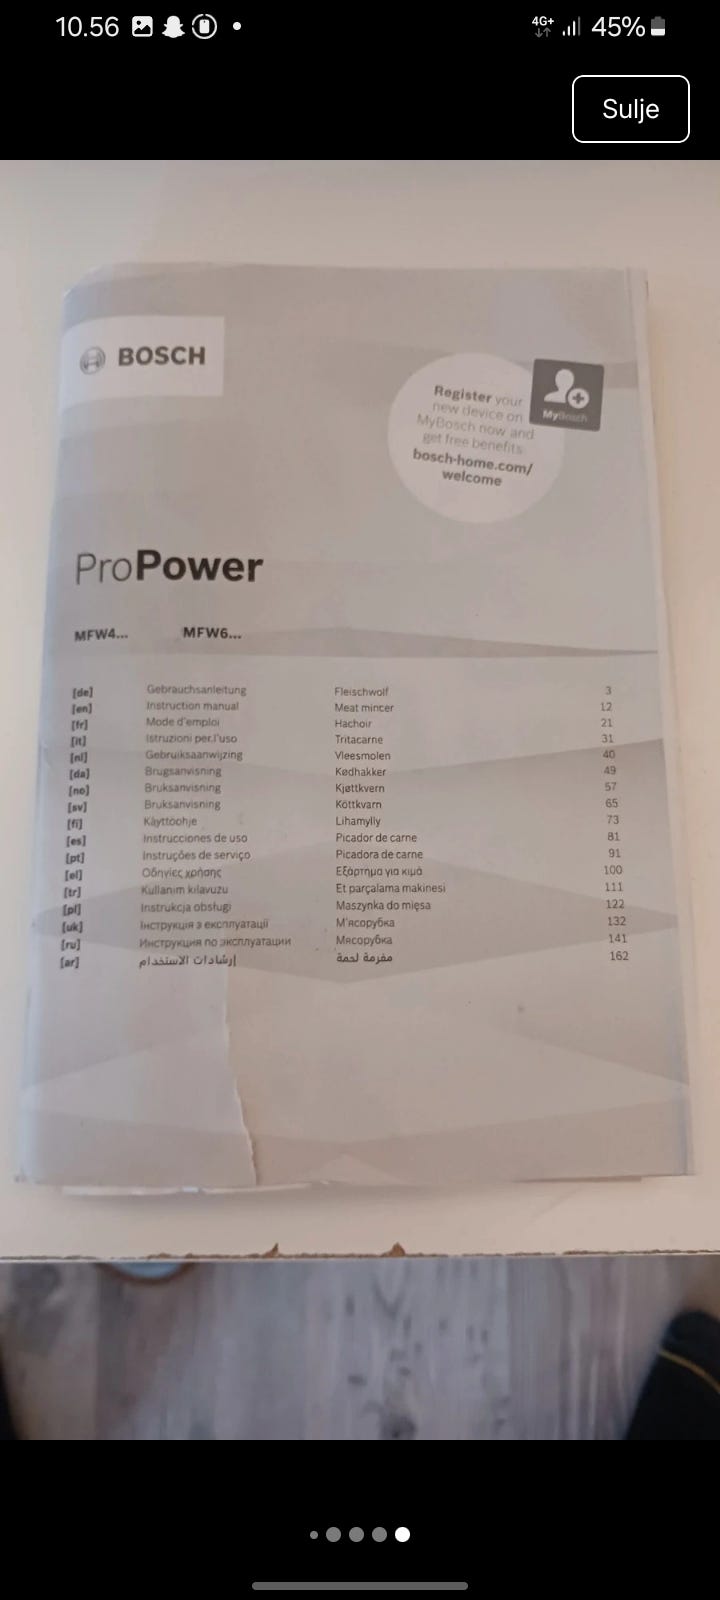 10.56
4G+
45%
Sulje
BOSCH
Register your
new device on
MyBosch now and
get free benefits:
bosch-home.com/
welcome
MyBosch
ProPower
MFW4... MFW6...
[de] Gebrauchsanleitung Fleischwolf 3
[en] Instruction manual Meat mincer 12
[fr] Mode d'emploi Hachoir 21
[it] Istruzioni per l'uso Tritacarne 31
[nl] Gebruiksaanwijzing Vleesmolen 40
[da] Brugsanvisning Kødhakker 49
[no] Bruksanvisning Kjøttkvern 57
[sv] Bruksanvisning Köttkvarn 65
[fi] Käyttöohje Lihamylly 73
[es] Instrucciones de uso Picador de carne 81
[pt] Instruções de serviço Picadora de carne 91
[el] Οδηγίες χρήσης Εξάρτημα για κιμά 100
[tr] Kullanım kılavuzu Et parçalama makinesi 111
[pl] Instrukcja obsługi Maszynka do mięsa 122
[uk] Інструкція з експлуатації М'ясорубка 132
[ru] Инструкция по эксплуатации Мясорубка 141
[ar] إرشادات الاستخدام مفرمة لحمة 162